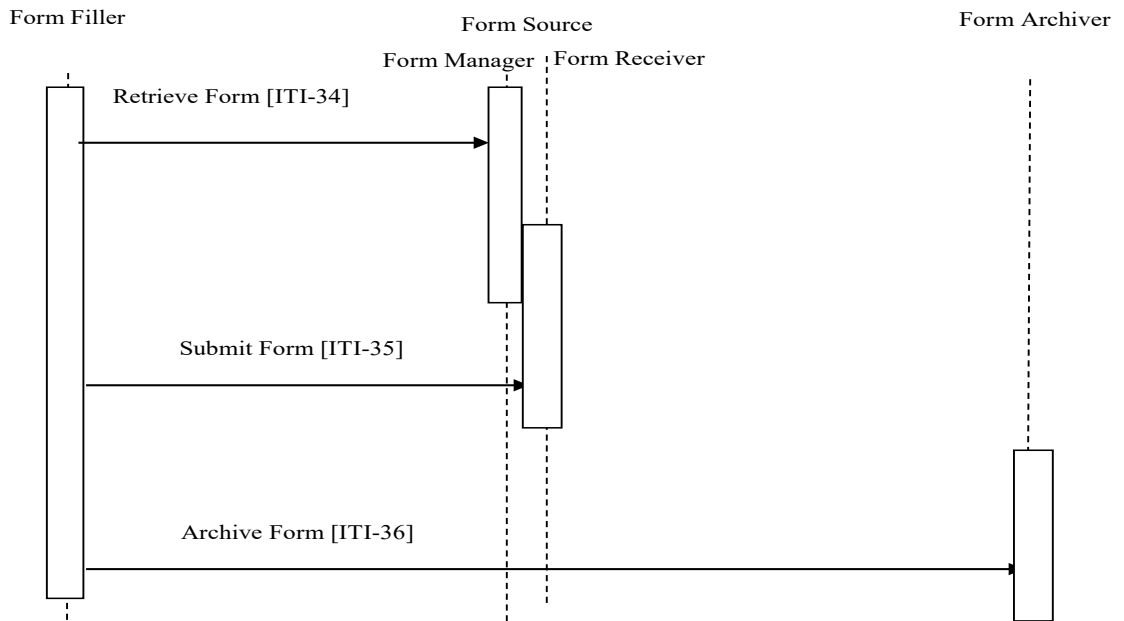 Form Filler
Form Source
Form Archiver
Form Manager
Form Receiver
Retrieve Form [ITI-34]
Submit Form [ITI-35]
Archive Form [ITI-36]